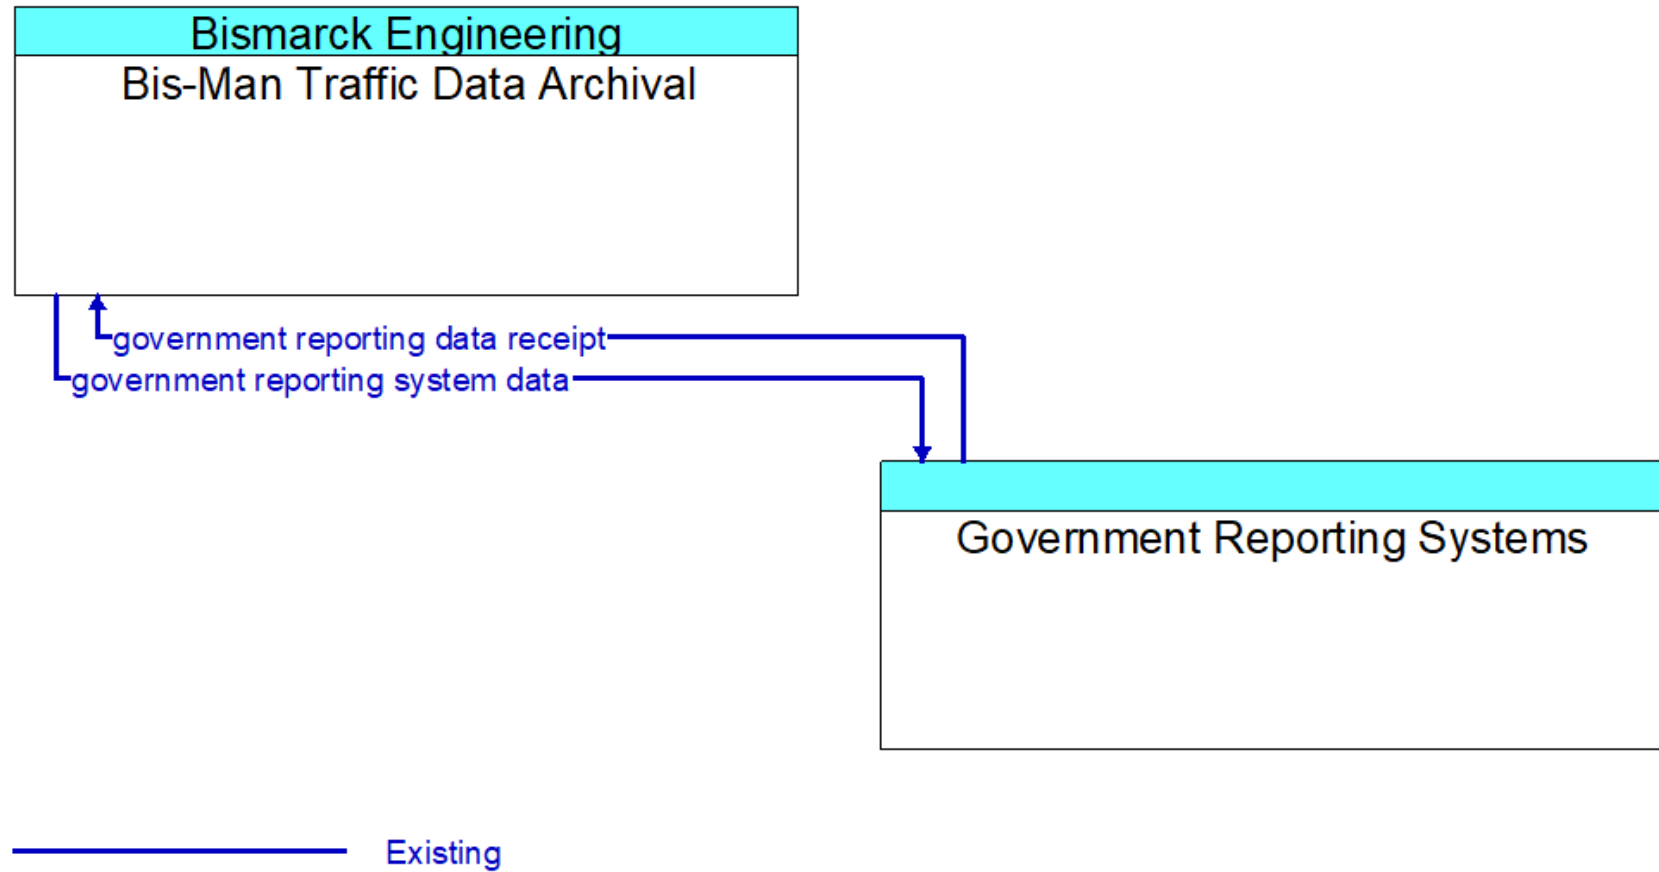 Bismarck Engineering
Bis-Man Traffic Data Archival
government reporting data receipt
government reporting system data
Government Reporting Systems
Existing